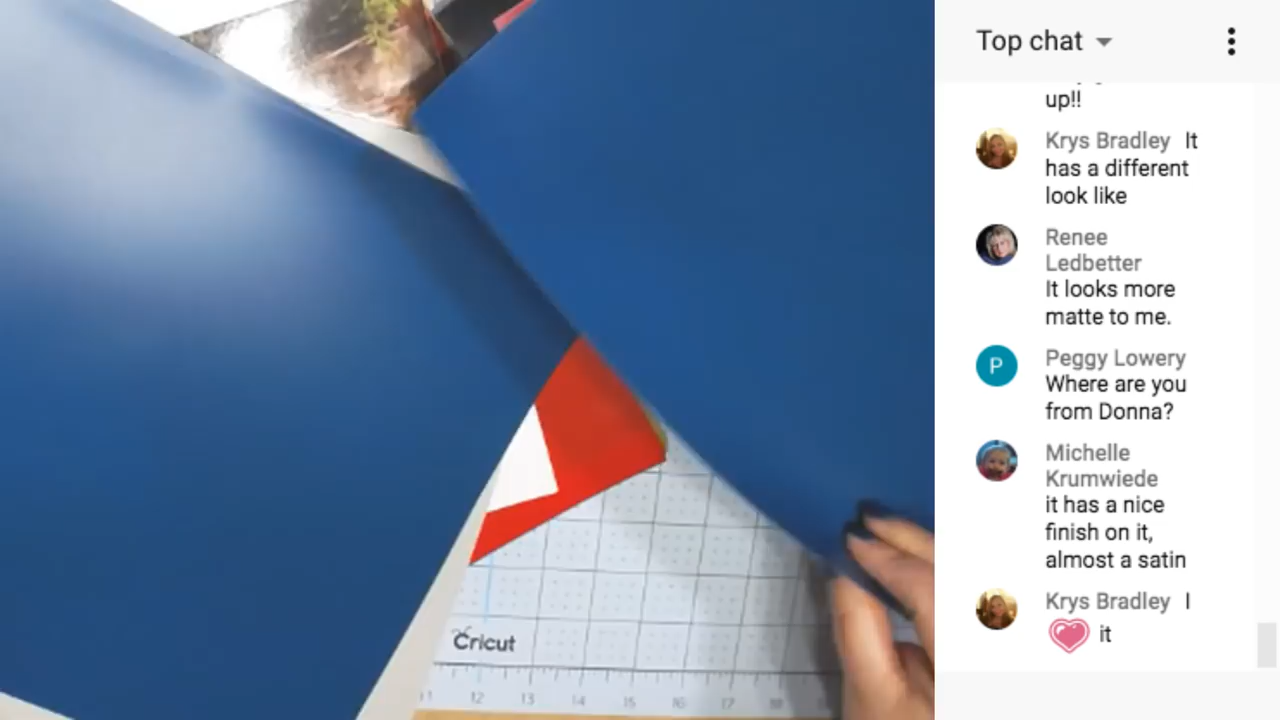 Top chat
up!!
Krys Bradley It
has a different
look like
Renee
Ledbetter
It looks more
matte to me.
Peggy Lowery
P
Where are you
from Donna?
Michelle
Krumwiede
it has a nice
finish on it,
almost a satin
Krys Bradley I
it
Cricut
11 12 13 14 15 16 17 18